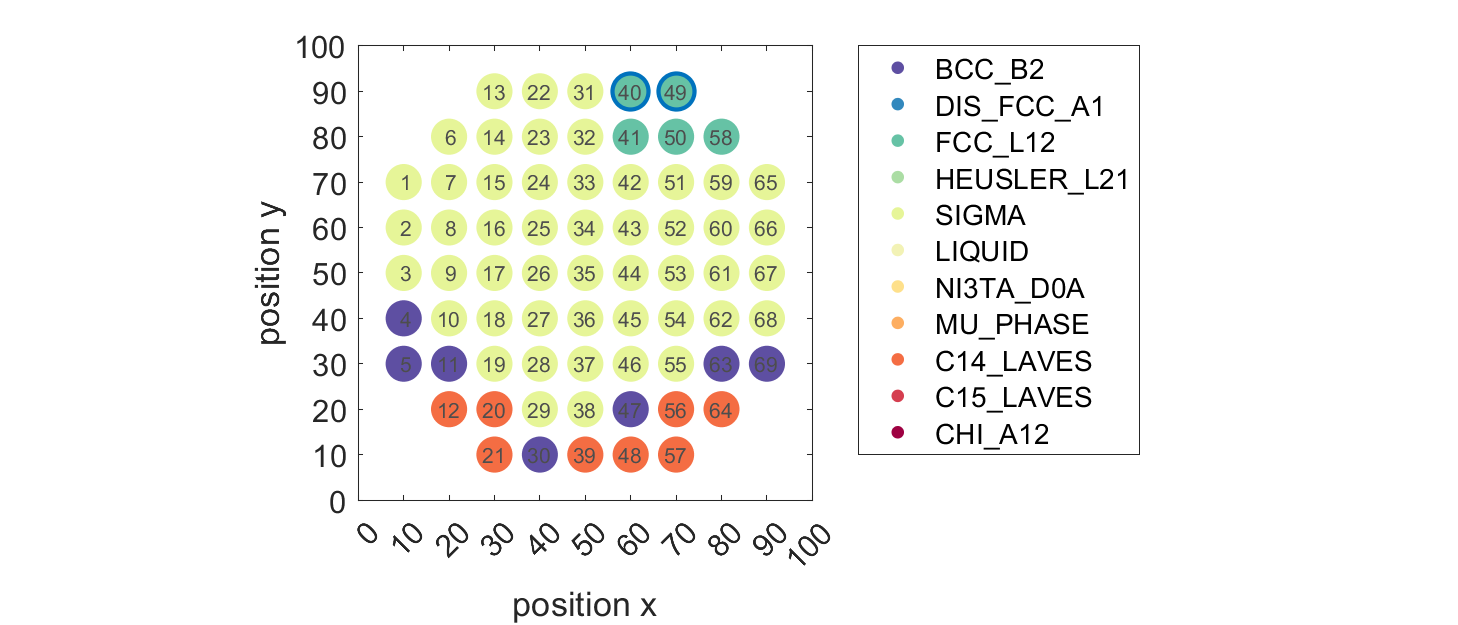 100
90
80
70
60
50
40
30
20
10
0
position y
13 22 31 40 49
6 14 23 32 41 50 58
1 7 15 24 33 42 51 59 65
2 8 16 25 34 43 52 60 66
3 9 17 26 35 44 53 61 67
4 10 18 27 36 45 54 62 68
5 11 19 28 37 46 55 63 69
12 20 29 38 47 56 64
21 30 39 48 57
0 10 20 30 40 50 60 70 80 90 100
position x
BCC_B2
DIS_FCC_A1
FCC_L12
HEUSLER_L21
SIGMA
LIQUID
NI3TA_D0A
MU_PHASE
C14_LAVES
C15_LAVES
CHI_A12